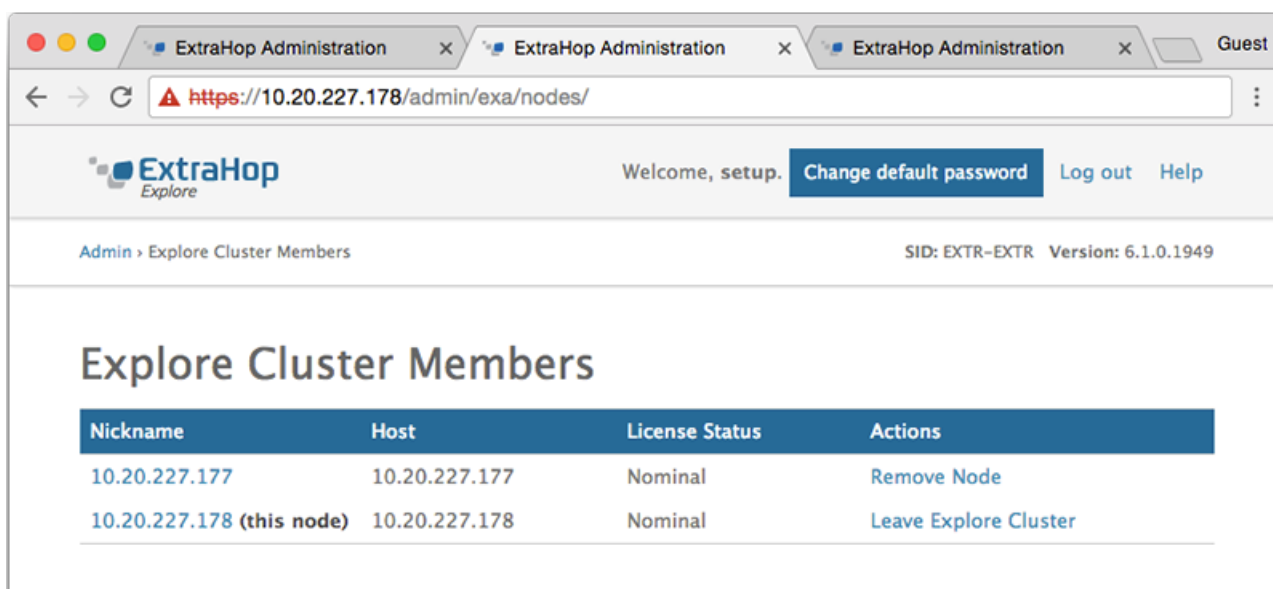 ExtraHop Administration ExtraHop Administration ExtraHop Administration Guest
https://10.20.227.178/admin/exa/nodes/
ExtraHop
Explore
Welcome, setup. Change default password Log out Help
Admin › Explore Cluster Members SID: EXTR-EXTR Version: 6.1.0.1949
Explore Cluster Members
Nickname Host License Status Actions
10.20.227.177 10.20.227.177 Nominal Remove Node
10.20.227.178 (this node) 10.20.227.178 Nominal Leave Explore Cluster